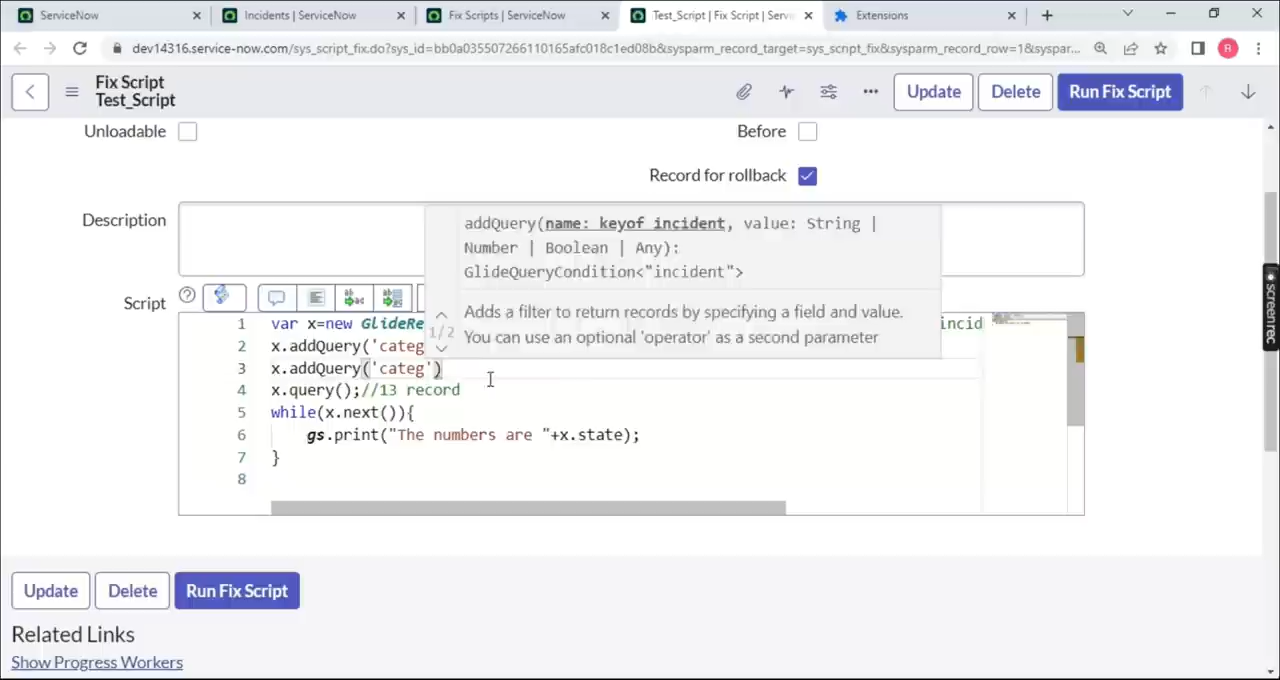 ServiceNow
Incidents | ServiceNow
Fix Scripts | ServiceNow
Test_Script | Fix Script | Serv
Extensions
dev14316.service-now.com/sys_script_fix.do?sys_id=bb0a035507266110165afc018c1ed08b&sysparm_record_target=sys_script_fix&sysparm_record_row=1&syspar...
R
Fix Script
Test_Script
Update
Delete
Run Fix Script
Unloadable
Before
Record for rollback
Description
addQuery(name: keyof incident, value: String |
Number | Boolean | Any):
GlideQueryCondition<"incident">
Adds a filter to return records by specifying a field and value.
You can use an optional 'operator' as a second parameter
1/2
Script
1 var x=new GlideRe incid
2 x.addQuery('categ
3 x.addQuery('categ')
4 x.query();//13 record
5 while(x.next()){
6 gs.print("The numbers are "+x.state);
7 }
8
Update
Delete
Run Fix Script
Related Links
Show Progress Workers
screenrec